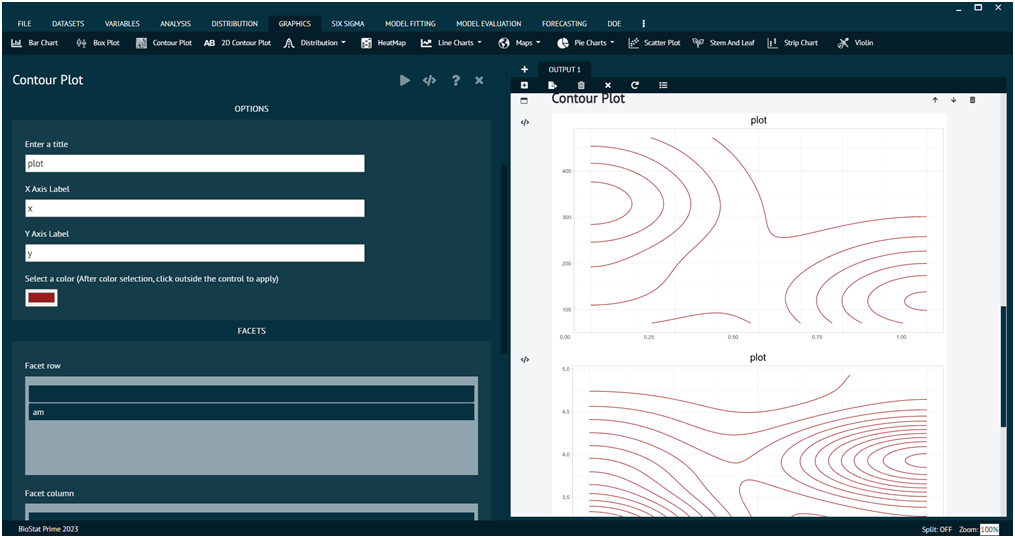 FILE DATASETS VARIABLES ANALYSIS DISTRIBUTION GRAPHICS SIX SIGMA MODEL FITTING MODEL EVALUATION FORECASTING DOE
Bar Chart Box Plot Contour Plot AB 2D Contour Plot Distribution HeatMap Line Charts Maps Pie Charts Scatter Plot Stem And Leaf Strip Chart Violin
Contour Plot
OPTIONS
Enter a title
plot
X Axis Label
x
Y Axis Label
y
Select a color (After color selection, click outside the control to apply)
FACETS
Facet row
am
Facet column
OUTPUT 1
Contour Plot
plot
400
300
200
100
0.00 0.25 0.50 0.75 1.00
plot
5.0
4.5
4.0
3.5
BioStat Prime 2023
Split: OFF Zoom: 100%